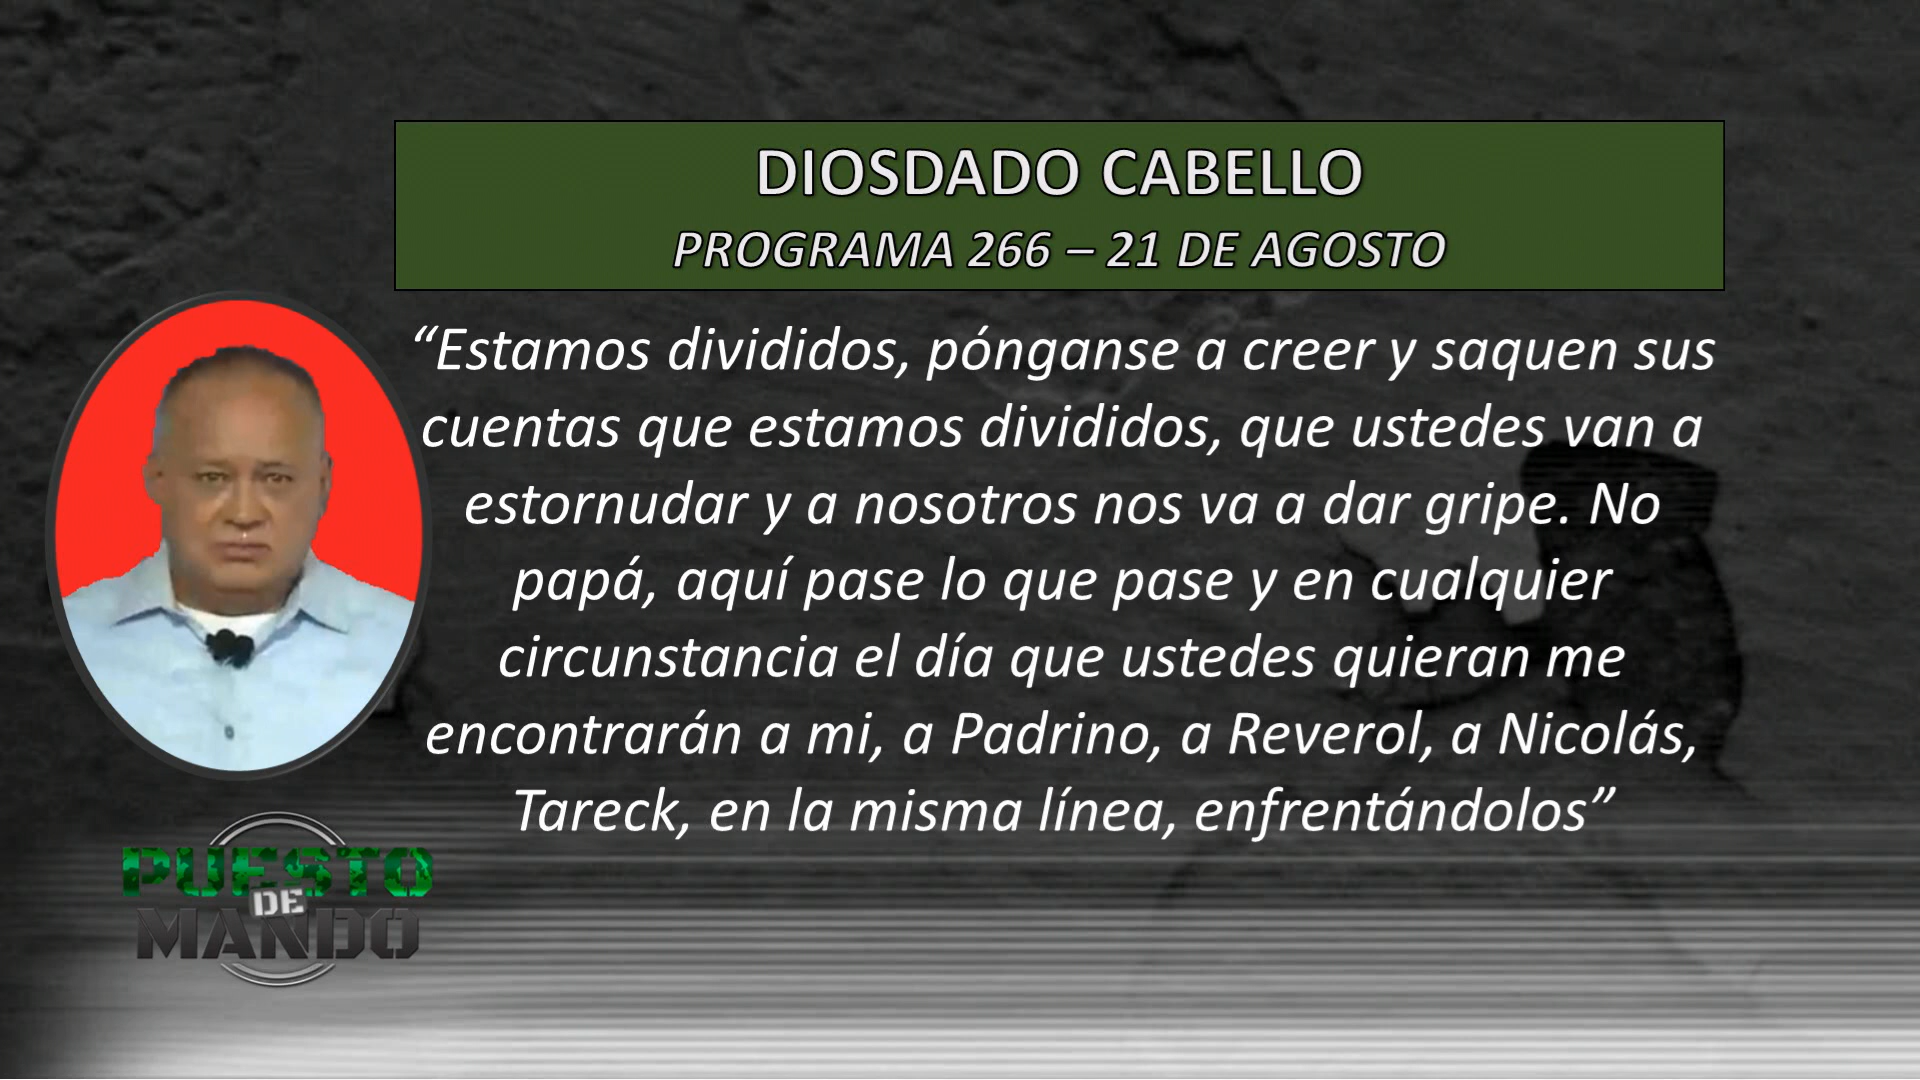 DIOSDADO CABELLO
PROGRAMA 266 – 21 DE AGOSTO
“Estamos divididos, pónganse a creer y saquen sus
cuentas que estamos divididos, que ustedes van a
estornudar y a nosotros nos va a dar gripe. No
papá, aquí pase lo que pase y en cualquier
circunstancia el día que ustedes quieran me
encontrarán a mi, a Padrino, a Reverol, a Nicolás,
Tareck, en la misma línea, enfrentándolos”
PUESTO
DE
MANDO